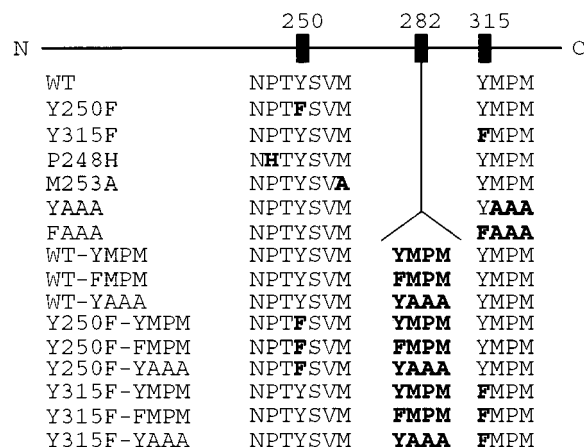 250 282 315
N C
WT NPTYSVM YMPM
Y250F NPTFSVM YMPM
Y315F NPTYSVM FMPM
P248H NHTYSVM YMPM
M253A NPTYSVA YMPM
YAAA NPTYSVM YAAA
FAAA NPTYSVM FAAA
WT-YMPM NPTYSVM YMPM YMPM
WT-FMPM NPTYSVM FMPM YMPM
WT-YAAA NPTYSVM YAAA YMPM
Y250F-YMPM NPTFSVM YMPM YMPM
Y250F-FMPM NPTFSVM FMPM YMPM
Y250F-YAAA NPTFSVM YAAA YMPM
Y315F-YMPM NPTYSVM YMPM FMPM
Y315F-FMPM NPTYSVM FMPM FMPM
Y315F-YAAA NPTYSVM YAAA FMPM